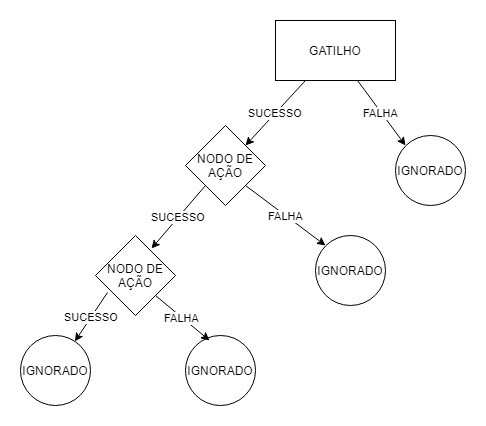 GATILHO
SUCESSO
FALHA
NODO DE
AÇÃO
IGNORADO
SUCESSO
FALHA
NODO DE
AÇÃO
IGNORADO
SUCESSO
FALHA
IGNORADO
IGNORADO